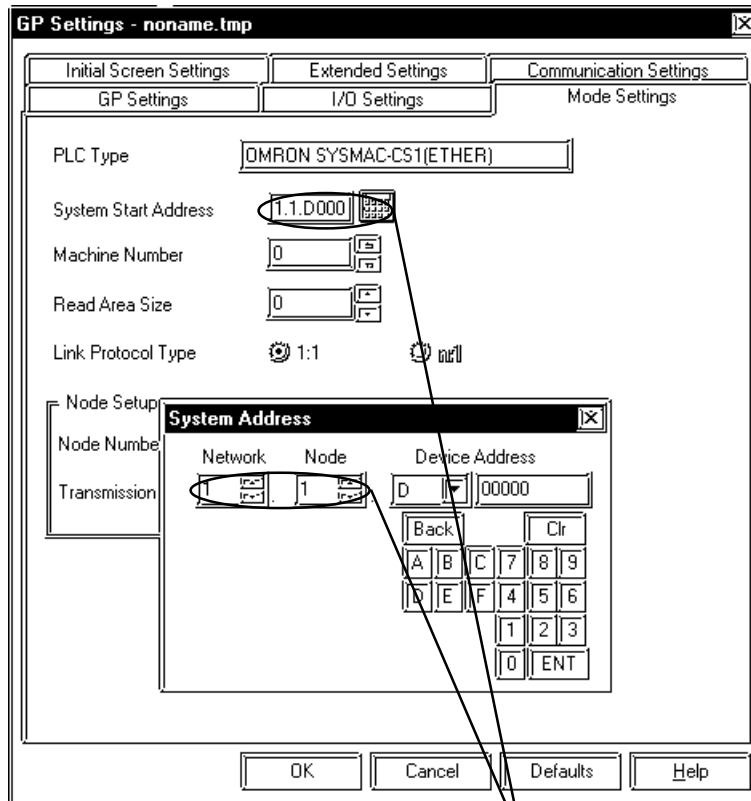 GP Settings - noname.tmp
Initial Screen Settings
Extended Settings
Communication Settings
GP Settings
I/O Settings
Mode Settings
PLC Type
OMRON SYSMAC-CS1(ETHER)
System Start Address
1.1.D000
Machine Number
0
Read Area Size
0
Link Protocol Type
1:1
n:1
Node Setup
Node Numbe
Transmission
System Address
Network
Node
Device Address
1
.
1
.
D
00000
Back
Clr
A B C 7 8 9
D E F 4 5 6
1 2 3
0 ENT
OK
Cancel
Defaults
Help